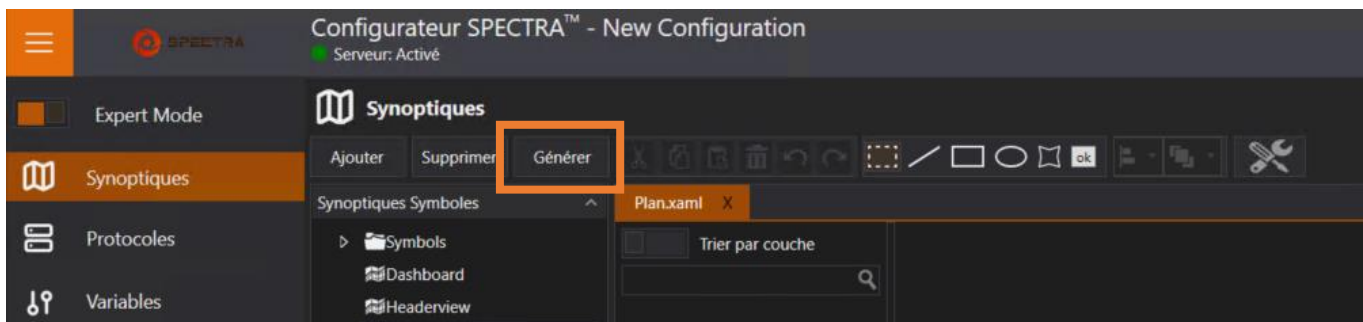 SPECTRA
Configurateur SPECTRA™ - New Configuration
Serveur: Activé
Expert Mode
Synoptiques
Ajouter Supprimer Générer
ok
Synoptiques
Synoptiques Symboles
Plan.xaml X
Protocoles
Symbols
Trier par couche
Dashboard
Variables
Headerview